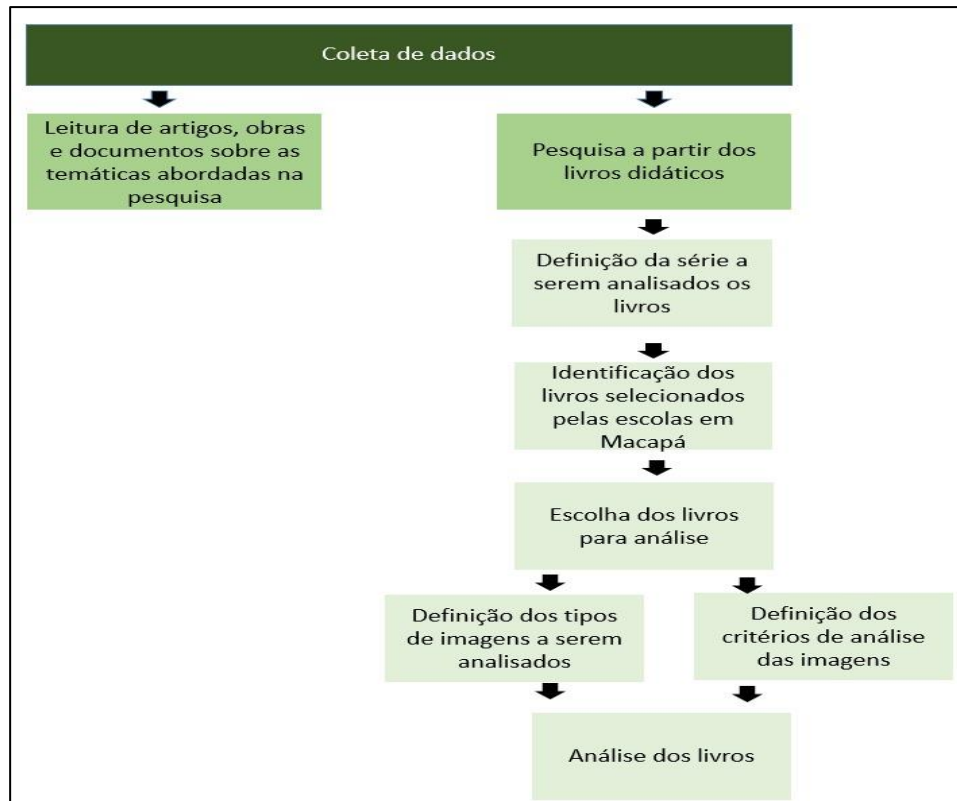 Coleta de dados
Leitura de artigos, obras
e documentos sobre as
temáticas abordadas na
pesquisa
Pesquisa a partir dos
livros didáticos
Definição da série a
serem analisados os
livros
Identificação dos
livros selecionados
pelas escolas em
Macapá
Escolha dos livros
para análise
Definição dos tipos
de imagens a serem
analisados
Definição dos
critérios de análise
das imagens
Análise dos livros